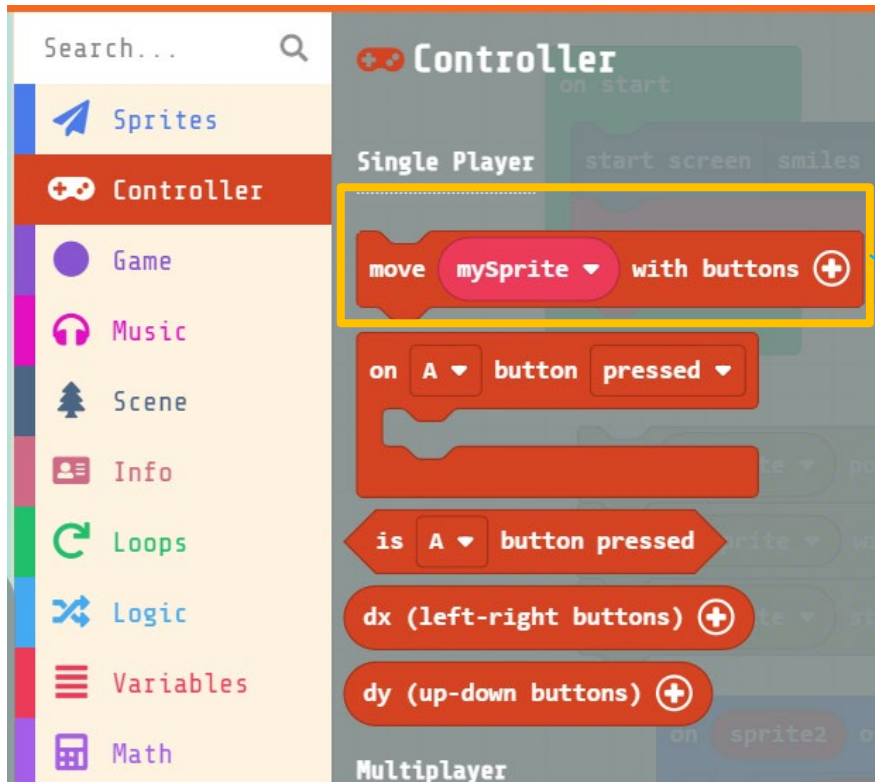 Search...
Sprites
Controller
Game
Music
Scene
Info
Loops
Logic
Variables
Math
Controller
on start
Single Player
start screen smiles
move mySprite with buttons
on A button pressed
is A button pressed
dx (left-right buttons)
dy (up-down buttons)
on sprite2
Multiplayer